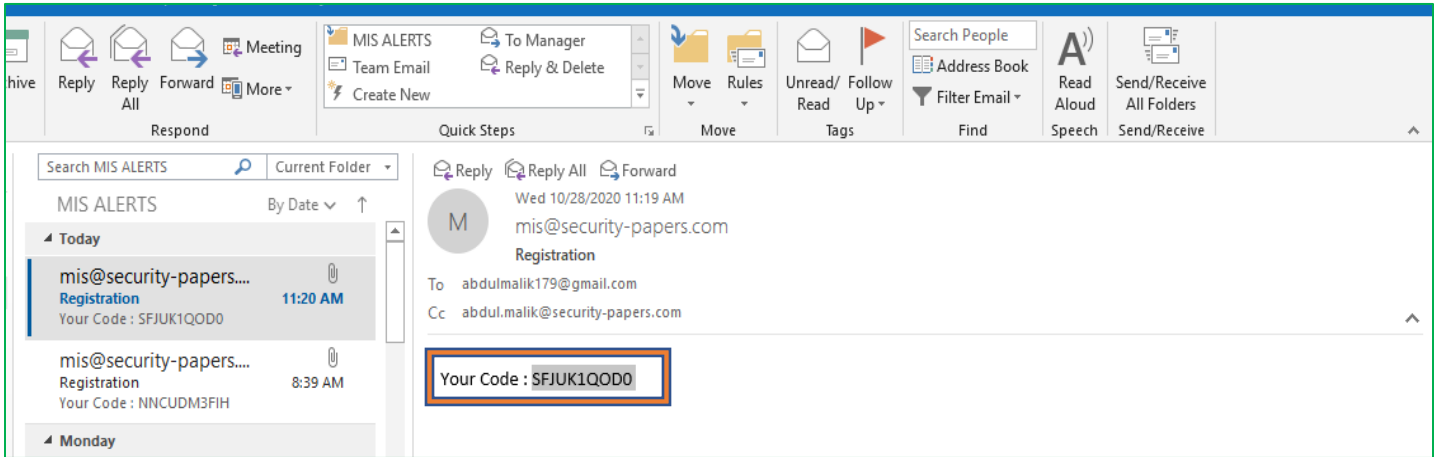 hive
Reply
Reply All
Forward
Meeting
More
Respond
MIS ALERTS
Team Email
Create New
To Manager
Reply & Delete
Quick Steps
Move
Rules
Move
Unread/ Read
Follow Up
Tags
Search People
Address Book
Filter Email
Find
Read Aloud
Speech
Send/Receive All Folders
Send/Receive
Search MIS ALERTS
Current Folder
MIS ALERTS
By Date
Today
mis@security-papers....
Registration 11:20 AM
Your Code : SFJUK1QOD0
mis@security-papers....
Registration 8:39 AM
Your Code : NNCUDM3FIH
Monday
Reply Reply All Forward
Wed 10/28/2020 11:19 AM
M
mis@security-papers.com
Registration
To abdulmalik179@gmail.com
Cc abdul.malik@security-papers.com
Your Code : SFJUK1QOD0